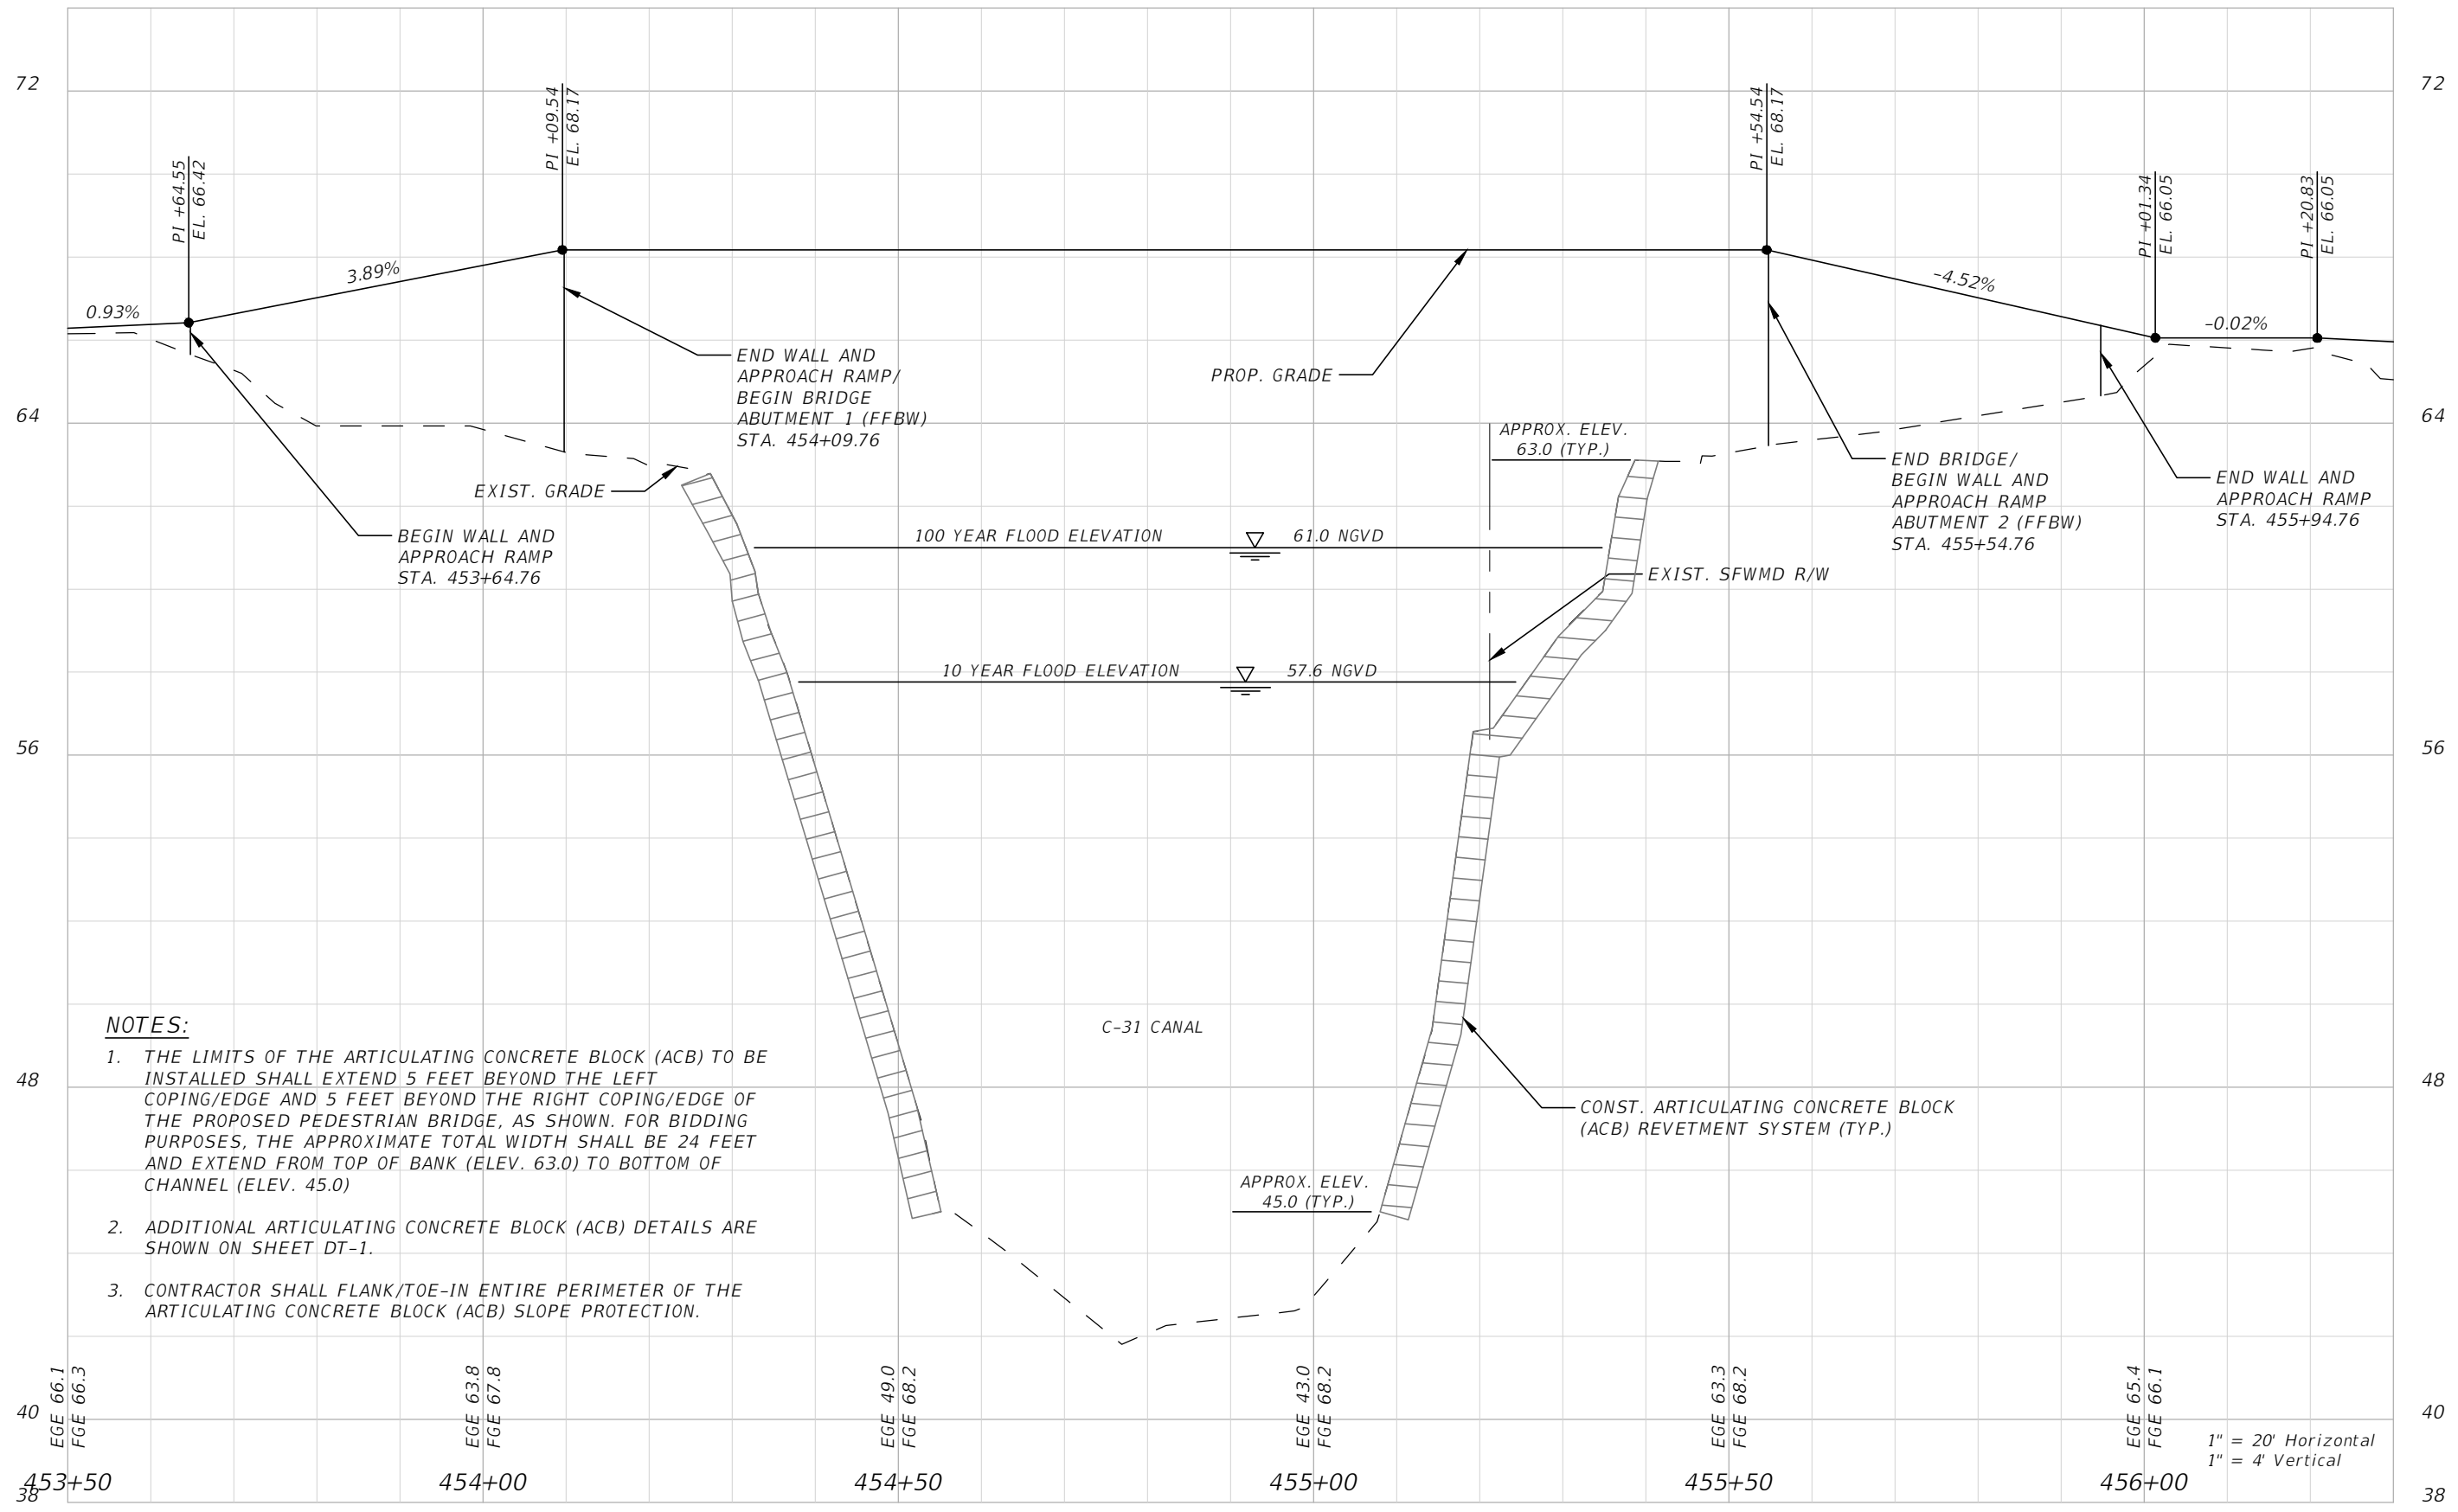 72
72
PI +64.55
EL. 66.42
PI +09.54
EL. 68.17
PI +54.54
EL. 68.17
PI +01.34
EL. 66.05
PI +20.83
EL. 66.05
0.93%
3.89%
-4.52%
-0.02%
END WALL AND
APPROACH RAMP/
BEGIN BRIDGE
ABUTMENT 1 (FFBW)
STA. 454+09.76
PROP. GRADE
64
64
APPROX. ELEV.
63.0 (TYP.)
EXIST. GRADE
END BRIDGE/
BEGIN WALL AND
APPROACH RAMP
ABUTMENT 2 (FFBW)
STA. 455+54.76
END WALL AND
APPROACH RAMP
STA. 455+94.76
BEGIN WALL AND
APPROACH RAMP
STA. 453+64.76
100 YEAR FLOOD ELEVATION 61.0 NGVD
EXIST. SFWMD R/W
10 YEAR FLOOD ELEVATION 57.6 NGVD
56
56
C-31 CANAL
NOTES:
1. THE LIMITS OF THE ARTICULATING CONCRETE BLOCK (ACB) TO BE
INSTALLED SHALL EXTEND 5 FEET BEYOND THE LEFT
COPING/EDGE AND 5 FEET BEYOND THE RIGHT COPING/EDGE OF
THE PROPOSED PEDESTRIAN BRIDGE, AS SHOWN. FOR BIDDING
PURPOSES, THE APPROXIMATE TOTAL WIDTH SHALL BE 24 FEET
AND EXTEND FROM TOP OF BANK (ELEV. 63.0) TO BOTTOM OF
CHANNEL (ELEV. 45.0)
2. ADDITIONAL ARTICULATING CONCRETE BLOCK (ACB) DETAILS ARE
SHOWN ON SHEET DT-1.
3. CONTRACTOR SHALL FLANK/TOE-IN ENTIRE PERIMETER OF THE
ARTICULATING CONCRETE BLOCK (ACB) SLOPE PROTECTION.
48
48
CONST. ARTICULATING CONCRETE BLOCK
(ACB) REVETMENT SYSTEM (TYP.)
APPROX. ELEV.
45.0 (TYP.)
EGE 66.1
FGE 66.3
EGE 63.8
FGE 67.8
EGE 49.0
FGE 68.2
EGE 43.0
FGE 68.2
EGE 63.3
FGE 68.2
EGE 65.4
FGE 66.1
40
40
1" = 20' Horizontal
1" = 4' Vertical
453+50
454+00
454+50
455+00
455+50
456+00
38
38